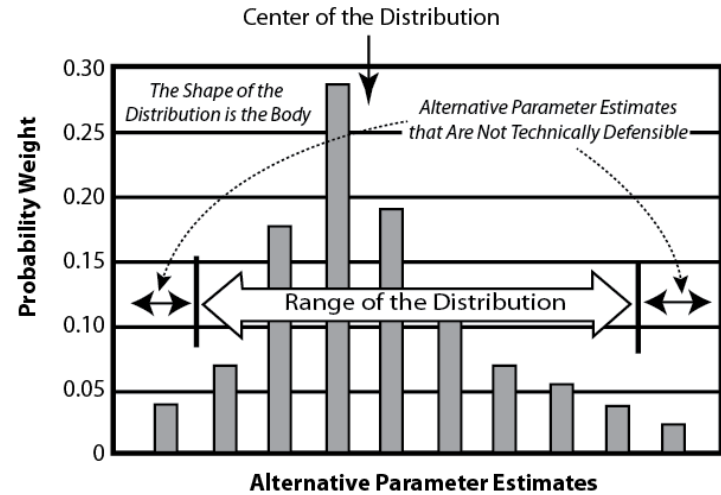 Center of the Distribution
0.30
The Shape of the
Distribution is the Body
Alternative Parameter Estimates
that Are Not Technically Defensible
0.25
0.20
0.15
Range of the Distribution
0.10
0.05
0
Probability Weight
Alternative Parameter Estimates